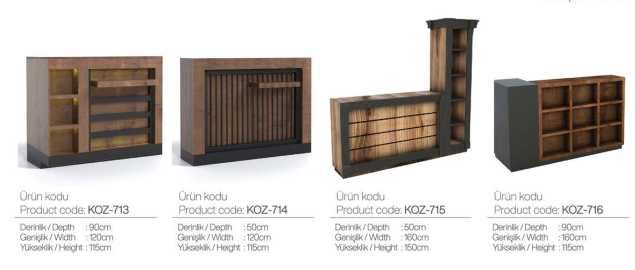 Ürün kodu
Product code: KOZ-713
Derinlik / Depth : 90cm
Genişlik / Width : 120cm
Yükseklik / Height : 115cm
Ürün kodu
Product code: KOZ-714
Derinlik / Depth : 50cm
Genişlik / Width : 120cm
Yükseklik / Height : 115cm
Ürün kodu
Product code: KOZ-715
Derinlik / Depth : 50cm
Genişlik / Width : 160cm
Yükseklik / Height : 150cm
Ürün kodu
Product code: KOZ-716
Derinlik / Depth : 90cm
Genişlik / Width : 160cm
Yükseklik / Height : 115cm